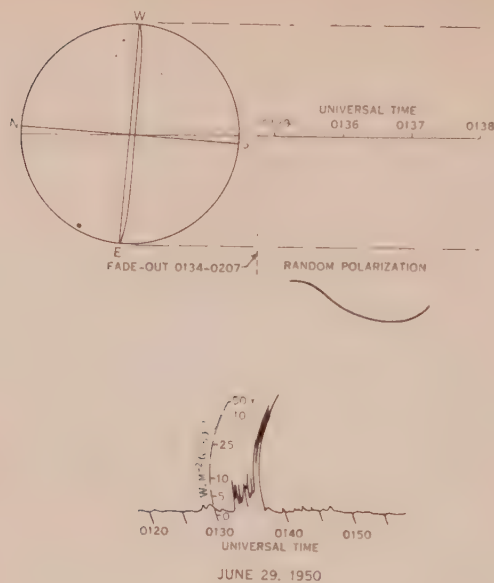 W
UNIVERSAL TIME
0136 0137 0138
N
E
FADE-OUT 0134-0207
RANDOM POLARIZATION
50
10
25
10
5
0
0120 0130 0140 0150
UNIVERSAL TIME
JUNE 29, 1950